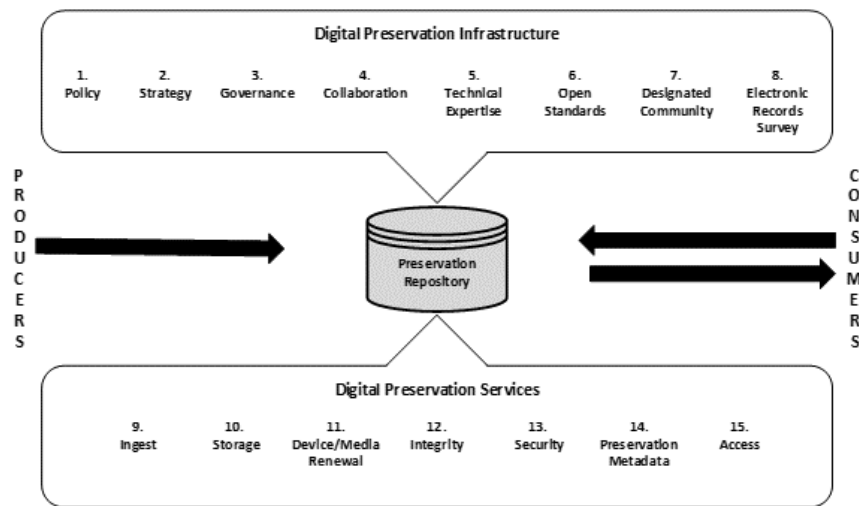 Digital Preservation Infrastructure
1. 2. 3. 4. 5. 6. 7. 8.
Policy Strategy Governance Collaboration Technical Open Designated Electronic
Expertise Standards Community Records
Survey
PRODUCERS
CONSUMERS
Preservation
Repository
Digital Preservation Services
9. 10. 11. 12. 13. 14. 15.
Ingest Storage Device/Media Integrity Security Preservation Access
Renewal Metadata